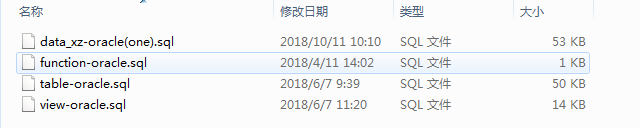 名称 修改日期 类型 大小
data_xz-oracle(one).sql 2018/10/11 10:10 SQL 文件 53 KB
function-oracle.sql 2018/4/11 14:02 SQL 文件 1 KB
table-oracle.sql 2018/6/7 9:39 SQL 文件 50 KB
view-oracle.sql 2018/6/7 11:20 SQL 文件 14 KB